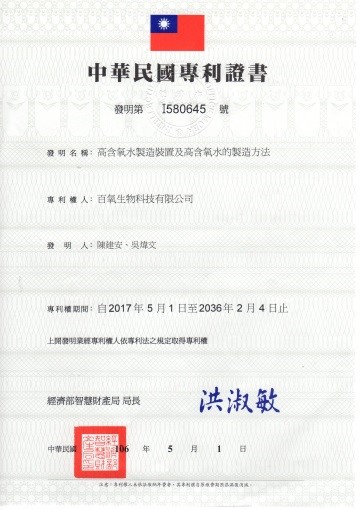 中華民國專利證書
發明第 I580645 號
發明名稱：高含氧水製造裝置及高含氧水的製造方法
專利權人：百氧生物科技有限公司
發明人：陳建安、吳煒文
專利權期間：自2017年5月1日至2036年2月4日止
上開發明業經專利權人依專利法之規定取得專利權
經濟部智慧財產局 局長 洪淑敏
中華民國 106 年 5 月 1 日